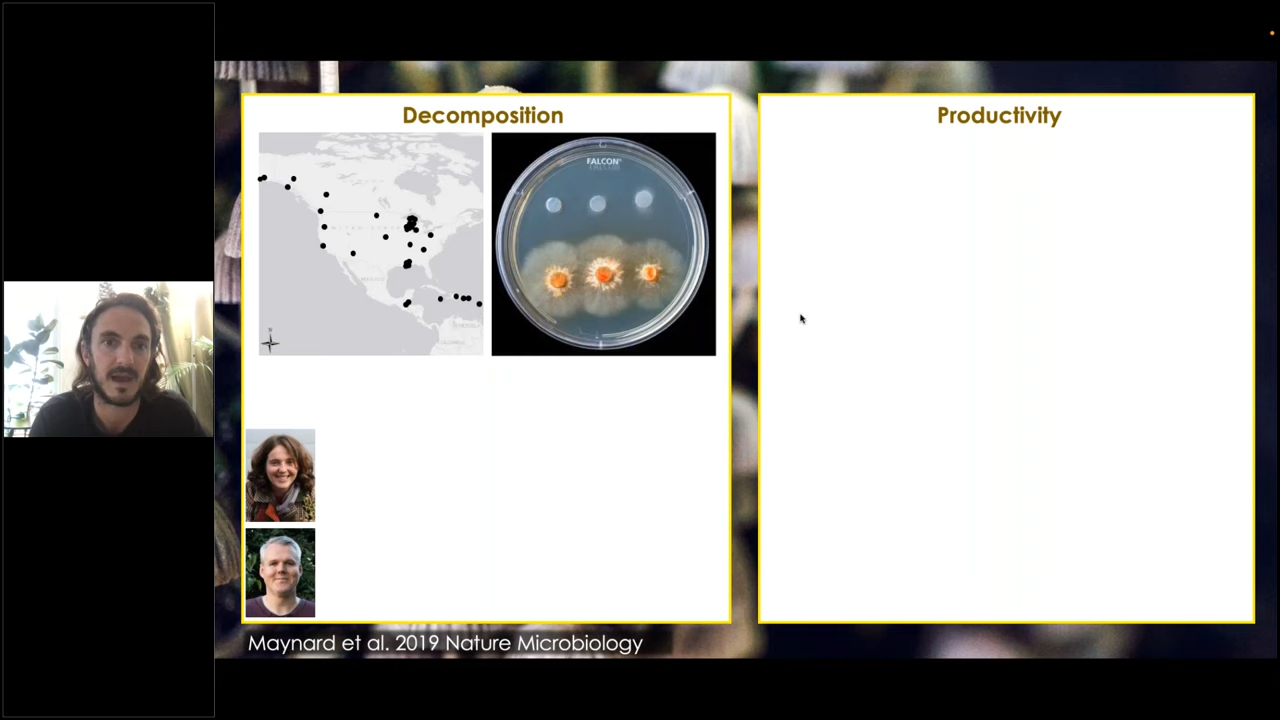 Decomposition
FALCON
N
Productivity
Maynard et al. 2019 Nature Microbiology